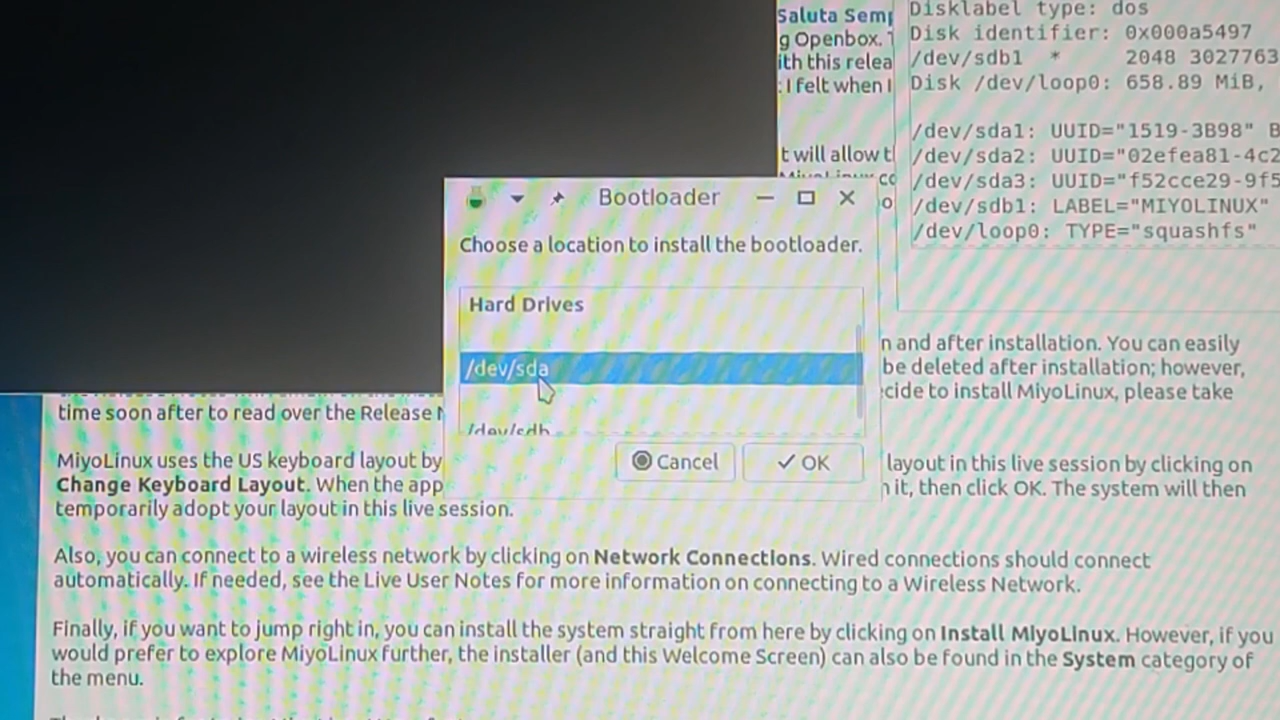 Saluta
g Openbox.
ith this relea
: I felt when I
t will allow t
Disklabel type: dos
Disk identifier: 0x000a5497
/dev/sdb1 * 2048 3027763
Disk /dev/loop0: 658.89 MiB,
/dev/sda1: UUID="1519-3B98" B
/dev/sda2: UUID="02efea81-4c2
/dev/sda3: UUID="f52cce29-9f5
/dev/sdb1: LABEL="MIYOLINUX"
/dev/loop0: TYPE="squashfs"
Bootloader
Choose a location to install the bootloader.
Hard Drives
/dev/sda
/dev/sdb
Cancel
OK
n and after installation. You can easily
be deleted after installation; however,
cide to install MiyoLinux, please take
time soon after to read over the Release
MiyoLinux uses the US keyboard layout by
layout in this live session by clicking on
Change Keyboard Layout. When the app
it, then click OK. The system will then
temporarily adopt your layout in this live session.
Also, you can connect to a wireless network by clicking on Network Connections. Wired connections should connect
automatically. If needed, see the Live User Notes for more information on connecting to a Wireless Network.
Finally, if you want to jump right in, you can install the system straight from here by clicking on Install MiyoLinux. However, if you
would prefer to explore MiyoLinux further, the installer (and this Welcome Screen) can also be found in the System category of
the menu.